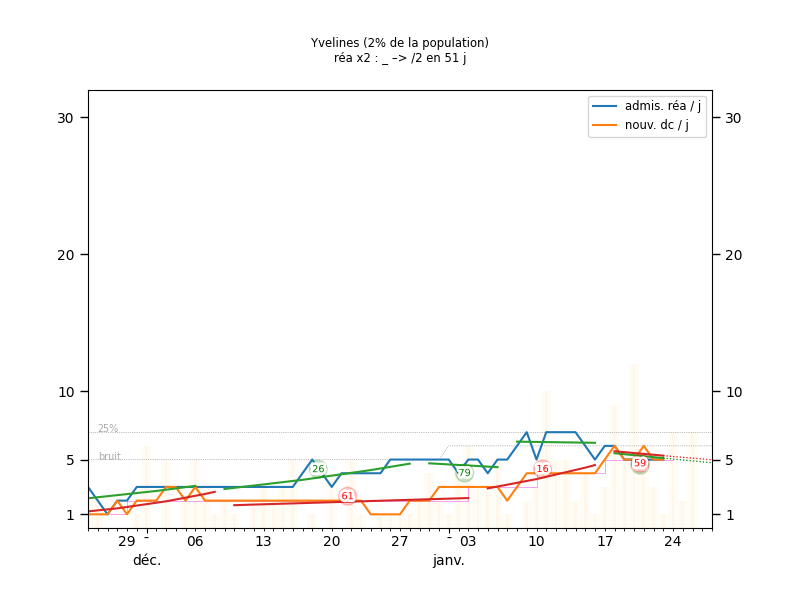 Yvelines (2% de la population)
réa x2 : _ –> /2 en 51 j
admis. réa / j
nouv. dc / j
30 30
20 20
10 10
25%
bruit
5 5
1 1
26
61
79
16
59
29 06 13 20 27 03 10 17 24
déc. janv.